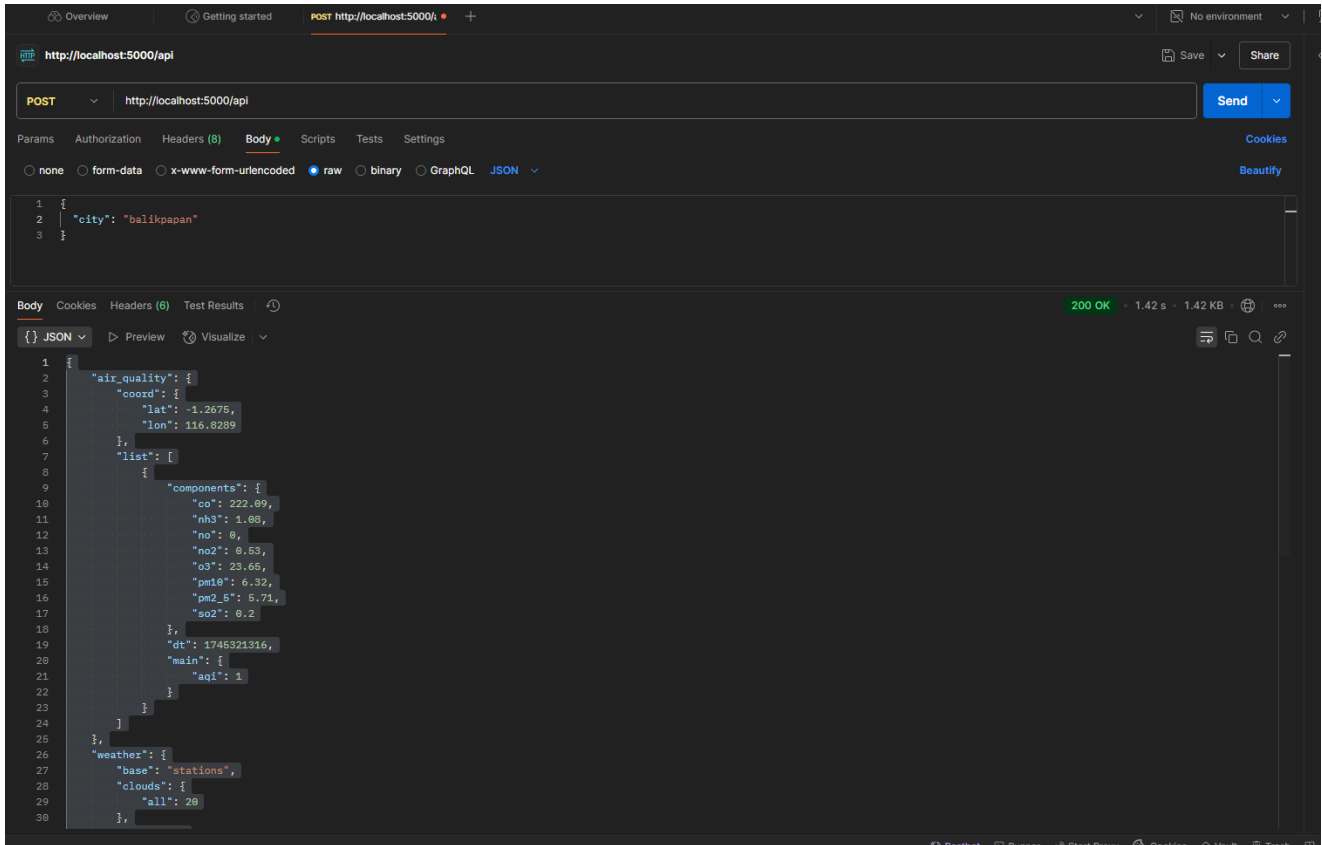 Overview Getting started POST http://localhost:5000/a No environment
HTTP http://localhost:5000/api Save Share
POST http://localhost:5000/api Send
Params Authorization Headers (8) Body Scripts Tests Settings Cookies
none form-data x-www-form-urlencoded raw binary GraphQL JSON Beautify
1 {
2 "city": "balikpapan"
3 }
Body Cookies Headers (6) Test Results 200 OK 1.42 s 1.42 KB
{} JSON Preview Visualize
1 {
2 "air_quality": {
3 "coord": {
4 "lat": -1.2675,
5 "lon": 116.8289
6 },
7 "list": [
8 {
9 "components": {
10 "co": 222.09,
11 "nh3": 1.08,
12 "no": 0,
13 "no2": 0.53,
14 "o3": 23.65,
15 "pm10": 6.32,
16 "pm2_5": 5.71,
17 "so2": 0.2
18 },
19 "dt": 1745321316,
20 "main": {
21 "aqi": 1
22 }
23 }
24 ]
25 },
26 "weather": {
27 "base": "stations",
28 "clouds": {
29 "all": 20
30 },